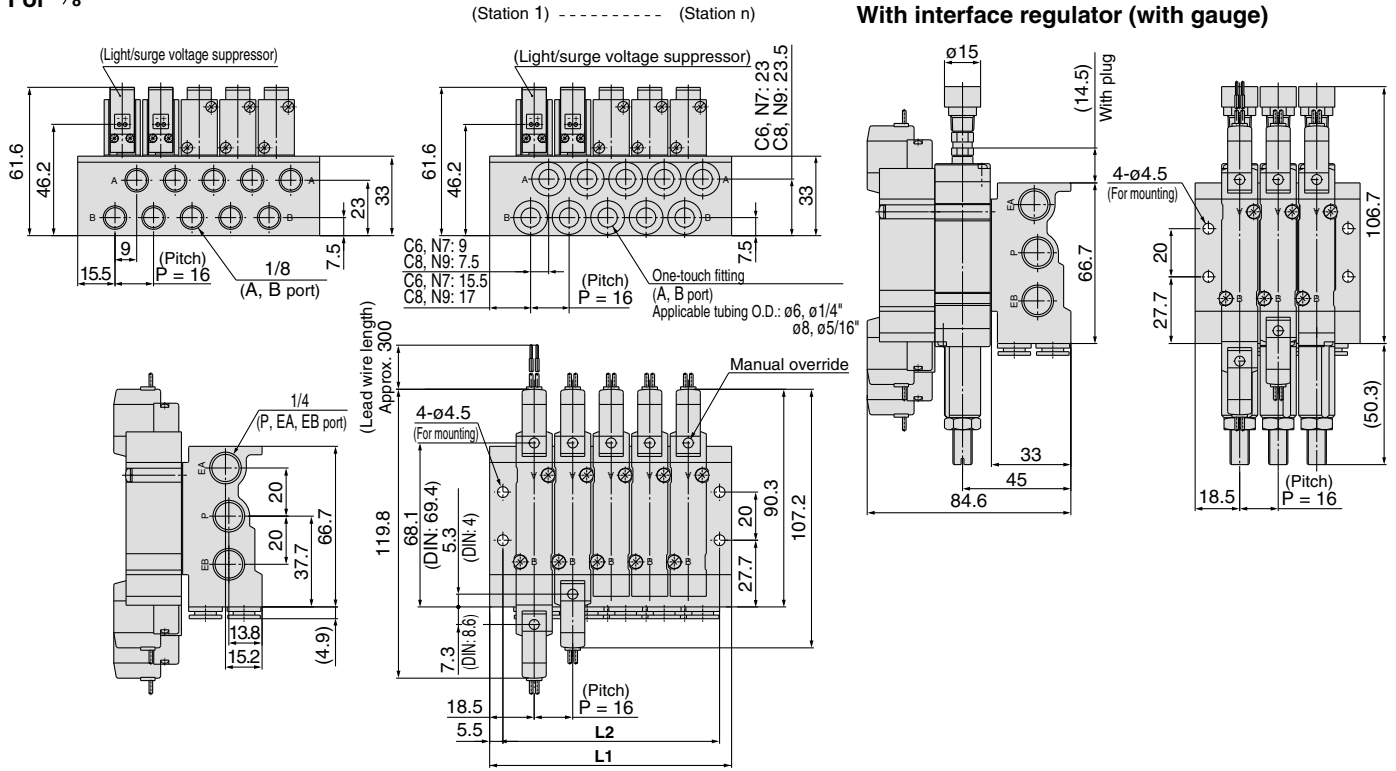 For 1/8
(Station 1) ----------- (Station n)
With interface regulator (with gauge)
(Light/surge voltage suppressor)
61.6
46.2
A
A
B
B
9
15.5
(Pitch)
P = 16
1/8
(A, B port)
7.5
23
33
(Light/surge voltage suppressor)
C6, N7: 23
C8, N9: 23.5
61.6
46.2
A
A
B
B
33
7.5
C6, N7: 9
C8, N9: 7.5
C6, N7: 15.5
C8, N9: 17
(Pitch)
P = 16
One-touch fitting
(A, B port)
Applicable tubing O.D.: ø6, ø1/4"
ø8, ø5/16"
ø15
(14.5)
With plug
EA
P
EB
66.7
33
45
84.6
4-ø4.5
(For mounting)
20
27.7
A
A
A
B
B
B
106.7
(50.3)
18.5
(Pitch)
P = 16
1/4
(P, EA, EB port)
EA
P
EB
20
20
37.7
66.7
13.8
15.2
(4.9)
(Lead wire length)
Approx. 300
Manual override
4-ø4.5
(For mounting)
119.8
68.1
(DIN: 69.4)
5.3
(DIN: 4)
7.3
(DIN: 8.6)
A
A
A
A
A
B
B
B
B
B
20
27.7
90.3
107.2
18.5
(Pitch)
P = 16
5.5
L2
L1